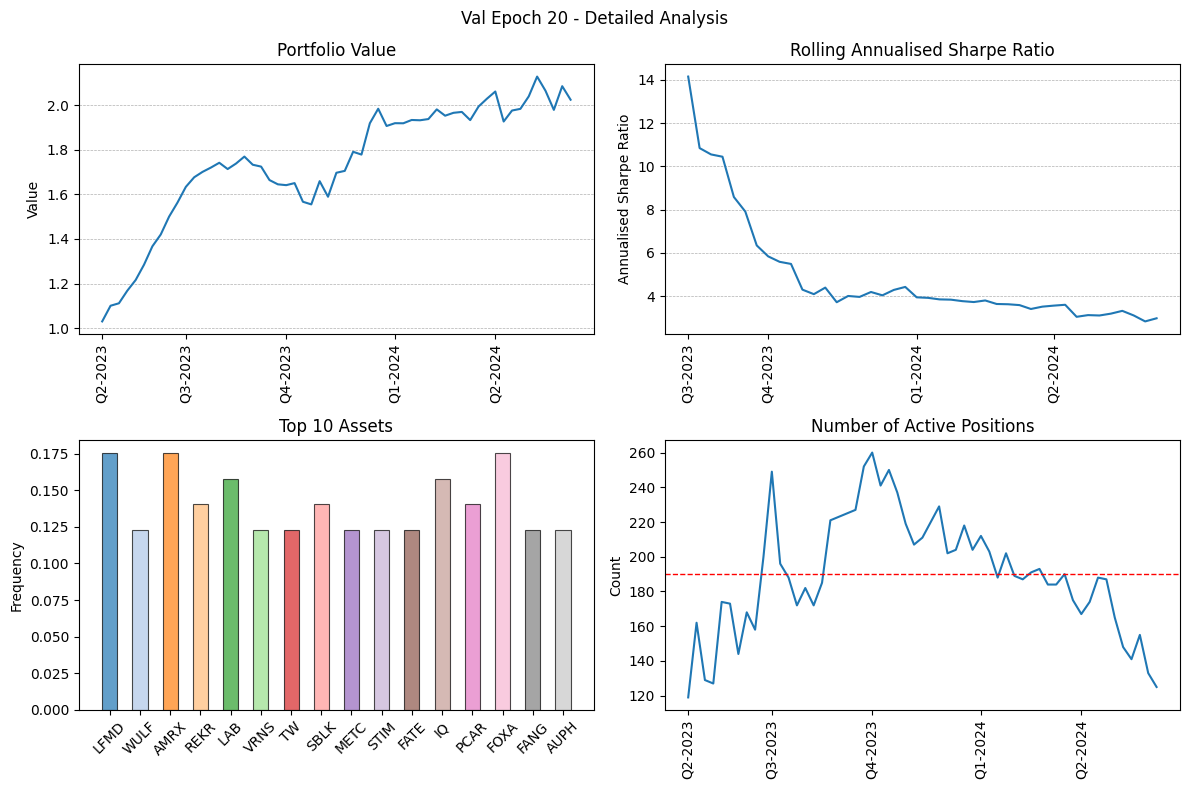 Val Epoch 20 - Detailed Analysis
Portfolio Value
Value
2.0
1.8
1.6
1.4
1.2
1.0
Q2-2023
Q3-2023
Q4-2023
Q1-2024
Q2-2024
Rolling Annualised Sharpe Ratio
Annualised Sharpe Ratio
14
12
10
8
6
4
Q3-2023
Q4-2023
Q1-2024
Q2-2024
Top 10 Assets
Frequency
0.175
0.150
0.125
0.100
0.075
0.050
0.025
0.000
LFMD
WULF
AMRX
REKR
LAB
VRNS
TW
SBLK
METC
STIM
FATE
IQ
PCAR
FOXA
FANG
AUPH
Number of Active Positions
Count
260
240
220
200
180
160
140
120
Q2-2023
Q3-2023
Q4-2023
Q1-2024
Q2-2024